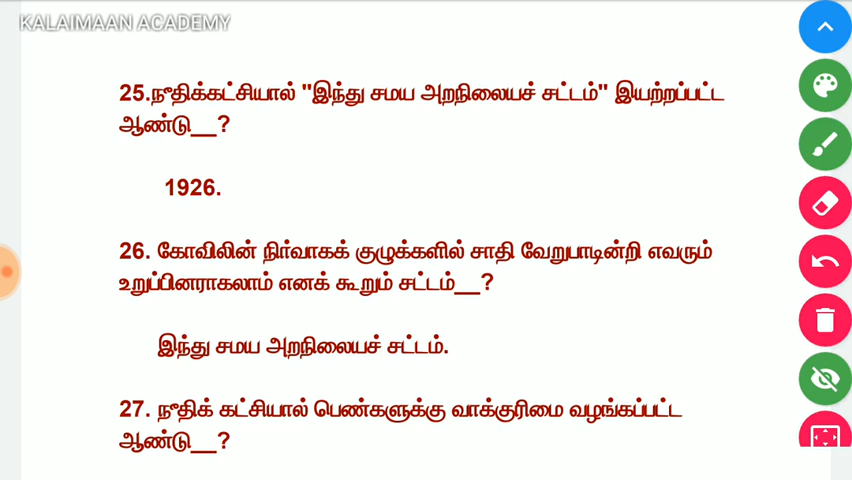 KALAIMAAN ACADEMY
25.நூதிக்கட்சியால் "இந்து சமய அறநிலையச் சட்டம்" இயற்றப்பட்ட
ஆண்டு__?
1926.
26. கோவிலின் நிர்வாகக் குழுக்களில் சாதி வேறுபாடின்றி எவரும்
உறுப்பினராகலாம் எனக் கூறும் சட்டம்__?
இந்து சமய அறநிலையச் சட்டம்.
27. நூதிக் கட்சியால் பெண்களுக்கு வாக்குரிமை வழங்கப்பட்ட
ஆண்டு__?